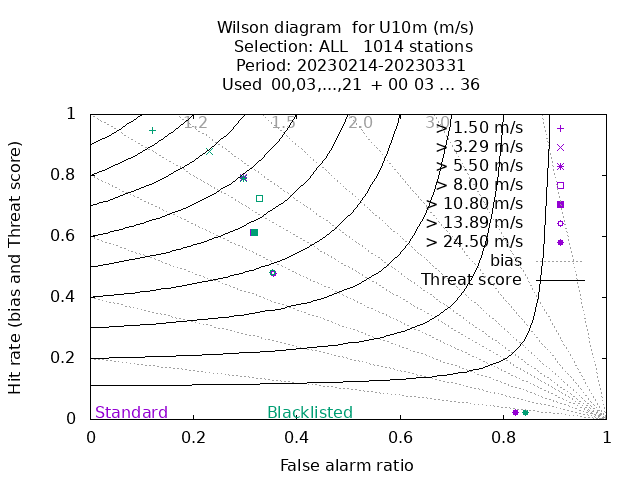 Wilson diagram  for U10m (m/s)
Selection: ALL   1014 stations
Period: 20230214-20230331
Used  00,03,...,21  + 00 03 ... 36
Hit rate (bias and Threat score)
1
0.8
0.6
0.4
0.2
0
1.2
1.5
2.0
3.0
> 1.50 m/s
> 3.29 m/s
> 5.50 m/s
> 8.00 m/s
> 10.80 m/s
> 13.89 m/s
> 24.50 m/s
bias
Threat score
Standard
Blacklisted
0
0.2
0.4
0.6
0.8
1
False alarm ratio